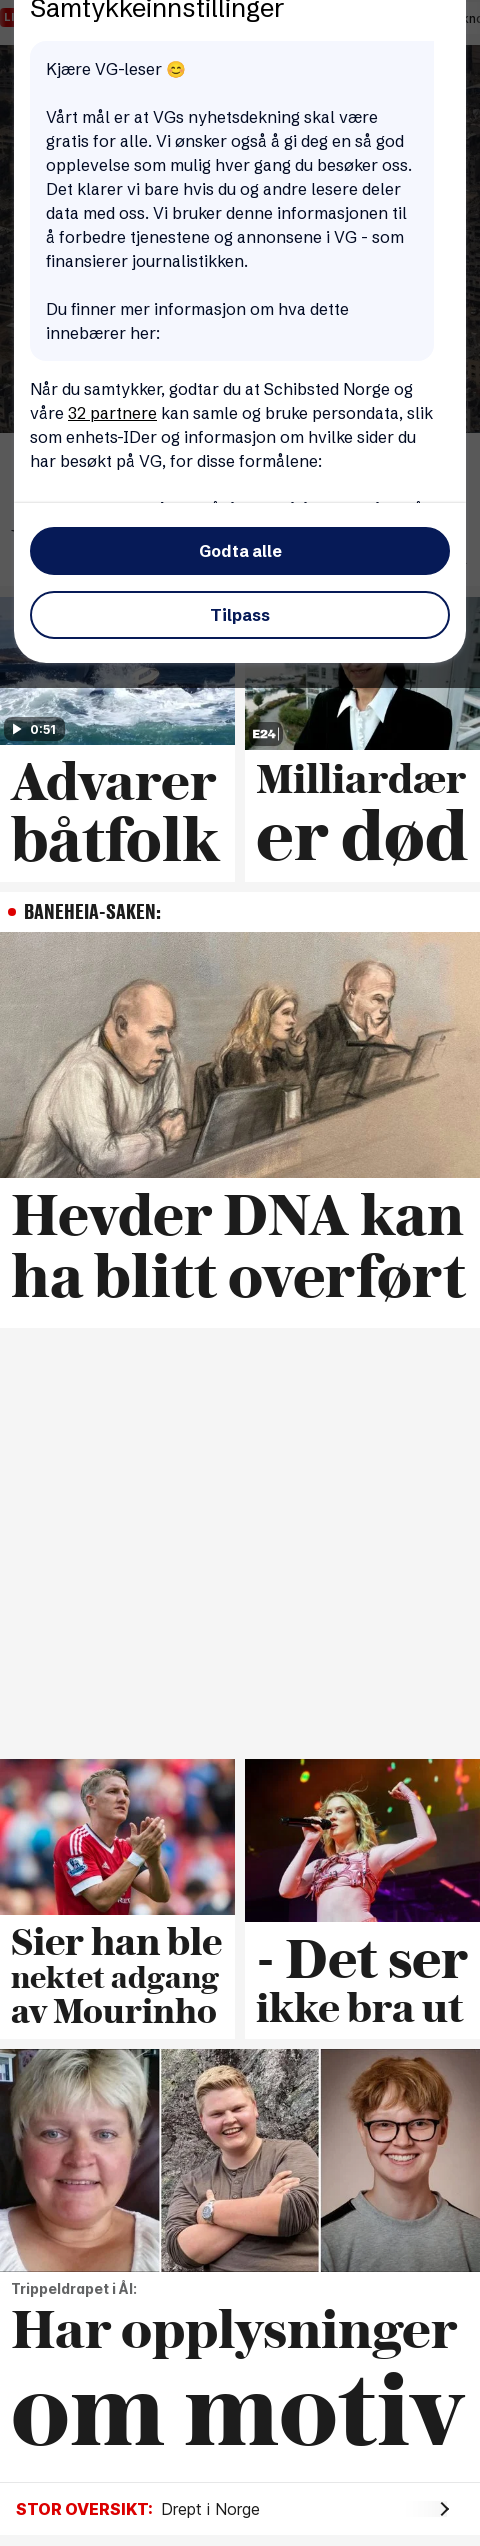 Samtykkeinnstillinger
Kjære VG-leser 😊
Vårt mål er at VGs nyhetsdekning skal være
gratis for alle. Vi ønsker også å gi deg en så god
opplevelse som mulig hver gang du besøker oss.
Det klarer vi bare hvis du og andre lesere deler
data med oss. Vi bruker denne informasjonen til
å forbedre tjenestene og annonsene i VG - som
finansierer journalistikken.
Du finner mer informasjon om hva dette
innebærer her:
Når du samtykker, godtar du at Schibsted Norge og
våre 32 partnere kan samle og bruke persondata, slik
som enhets-IDer og informasjon om hvilke sider du
har besøkt på VG, for disse formålene:
Godta alle
Tilpass
0:51
E24
Advarer
båtfolk
Milliardær
er død
BANEHEIA-SAKEN:
Hevder DNA kan
ha blitt overført
Sier han ble
nektet adgang
av Mourinho
- Det ser
ikke bra ut
Trippeldrapet i Ål:
Har opplysninger
om motiv
STOR OVERSIKT: Drept i Norge